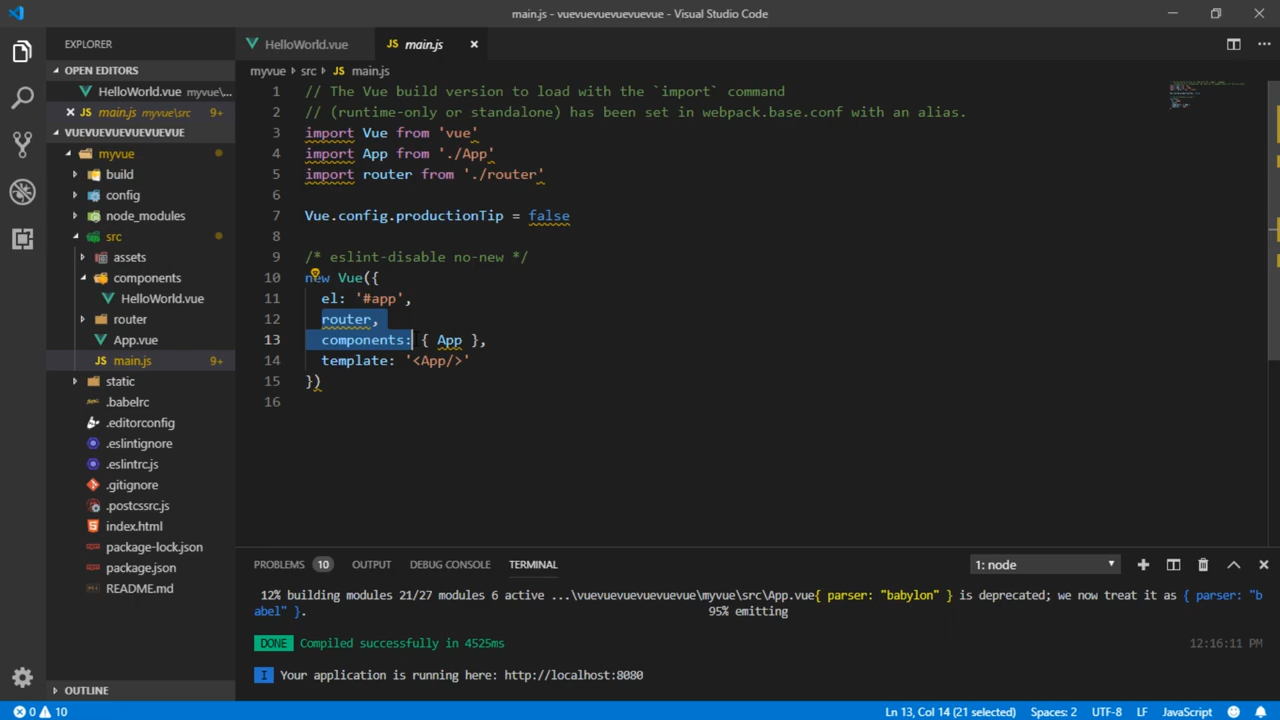 main.js - vuevuevuevuevuevue - Visual Studio Code
EXPLORER
HelloWorld.vue
JS main.js
OPEN EDITORS
HelloWorld.vue myvue\...
JS main.js myvue\src 9+
VUEVUEVUEVUEVUEVUE
myvue
build
config
node_modules
src
assets
components
HelloWorld.vue
router
App.vue
JS main.js 9+
static
.babelrc
.editorconfig
.eslintignore
.eslintrc.js
.gitignore
.postcssrc.js
index.html
package-lock.json
package.json
README.md
OUTLINE
myvue > src > JS main.js
1 // The Vue build version to load with the `import` command
2 // (runtime-only or standalone) has been set in webpack.base.conf with an alias.
3 import Vue from 'vue'
4 import App from './App'
5 import router from './router'
6
7 Vue.config.productionTip = false
8
9 /* eslint-disable no-new */
10 new Vue({
11 el: '#app',
12 router,
13 components: { App },
14 template: '<App/>'
15 })
16
PROBLEMS 10 OUTPUT DEBUG CONSOLE TERMINAL 1: node
12% building modules 21/27 modules 6 active ...\vuevuevuevuevuevue\myvue\src\App.vue{ parser: "babylon" } is deprecated; we now treat it as { parser: "b
abel" }. 95% emitting
DONE Compiled successfully in 4525ms 12:16:11 PM
I Your application is running here: http://localhost:8080
0 10 Ln 13, Col 14 (21 selected) Spaces: 2 UTF-8 LF JavaScript